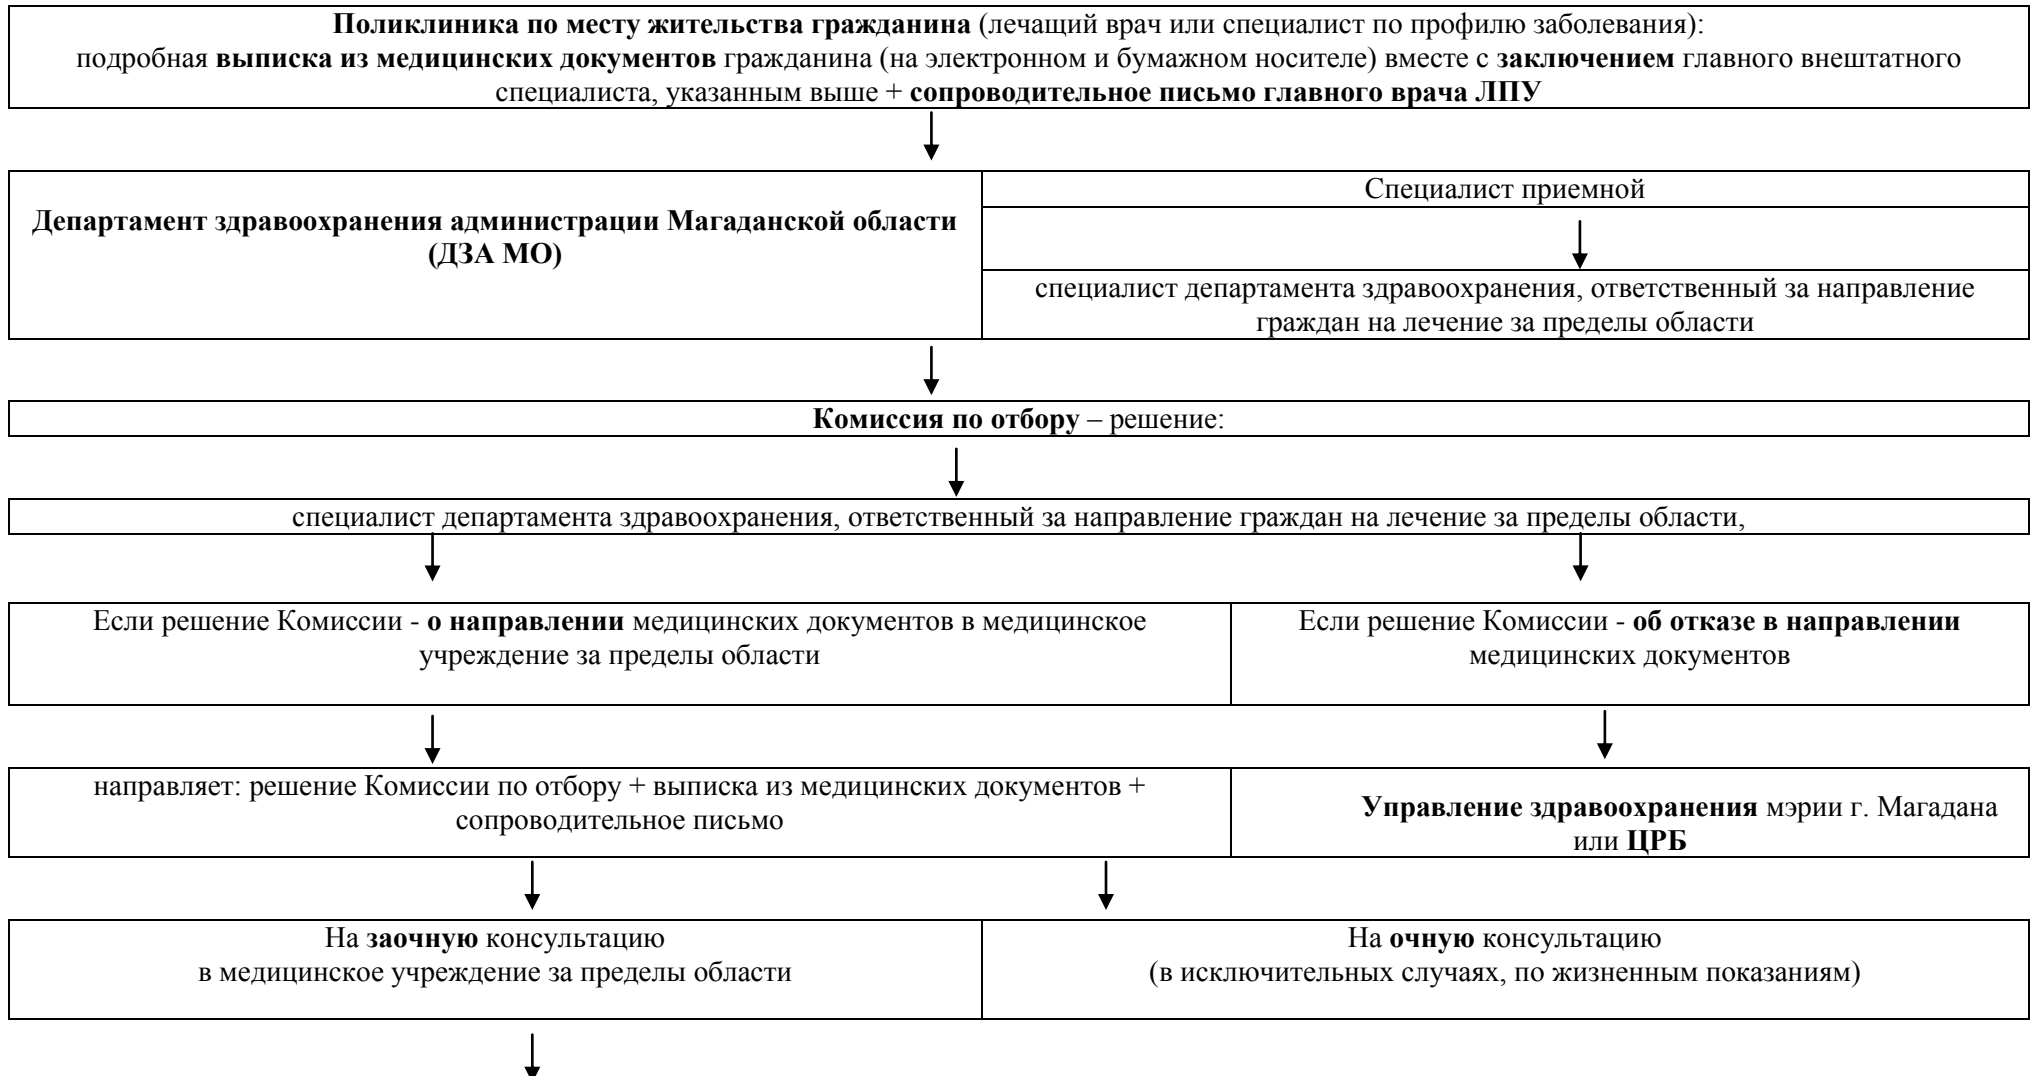 Поликлиника по месту жительства гражданина (лечащий врач или специалист по профилю заболевания):
подробная выписка из медицинских документов гражданина (на электронном и бумажном носителе) вместе с заключением главного внештатного
специалиста, указанным выше + сопроводительное письмо главного врача ЛПУ
Департамент здравоохранения администрации Магаданской области
(ДЗА МО)
Специалист приемной
специалист департамента здравоохранения, ответственный за направление
граждан на лечение за пределы области
Комиссия по отбору – решение:
специалист департамента здравоохранения, ответственный за направление граждан на лечение за пределы области,
Если решение Комиссии - о направлении медицинских документов в медицинское
учреждение за пределы области
Если решение Комиссии - об отказе в направлении
медицинских документов
направляет: решение Комиссии по отбору + выписка из медицинских документов +
сопроводительное письмо
Управление здравоохранения мэрии г. Магадана
или ЦРБ
На заочную консультацию
в медицинское учреждение за пределы области
На очную консультацию
(в исключительных случаях, по жизненным показаниям)